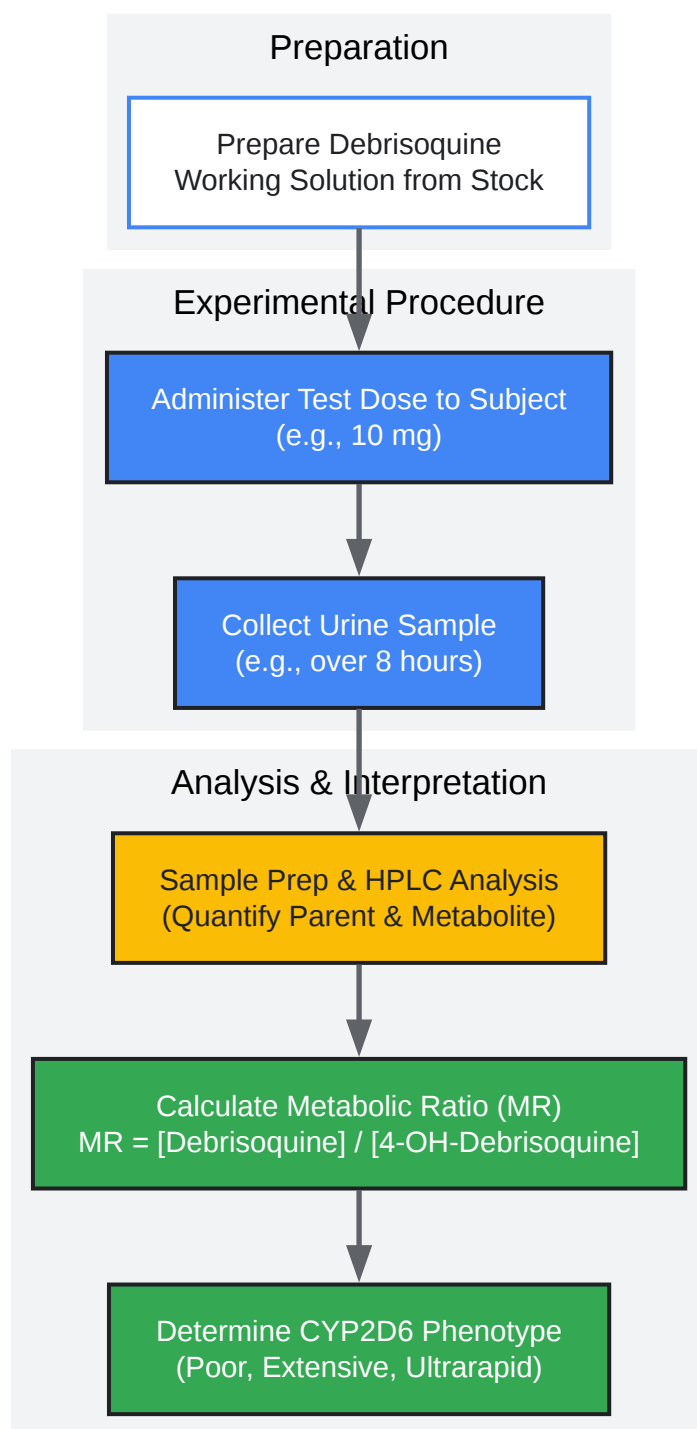 Preparation
Prepare Debrisoquine
Working Solution from Stock
Experimental Procedure
Administer Test Dose to Subject
(e.g., 10 mg)
Collect Urine Sample
(e.g., over 8 hours)
Analysis & Interpretation
Sample Prep & HPLC Analysis
(Quantify Parent & Metabolite)
Calculate Metabolic Ratio (MR)
MR = [Debrisoquine] / [4-OH-Debrisoquine]
Determine CYP2D6 Phenotype
(Poor, Extensive, Ultrarapid)